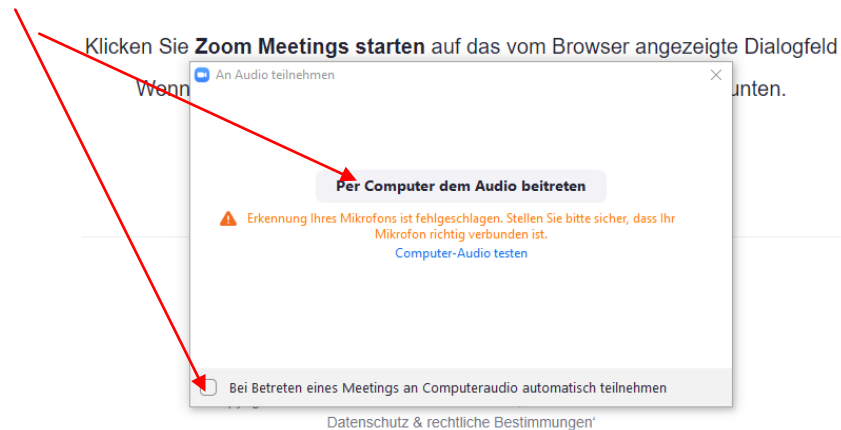 Klicken Sie Zoom Meetings starten auf das vom Browser angezeigte Dialogfeld
Wenn unten.
An Audio teilnehmen
Per Computer dem Audio beitreten
Erkennung Ihres Mikrofons ist fehlgeschlagen. Stellen Sie bitte sicher, dass Ihr
Mikrofon richtig verbunden ist.
Computer-Audio testen
Bei Betreten eines Meetings an Computeraudio automatisch teilnehmen
Datenschutz & rechtliche Bestimmungen'